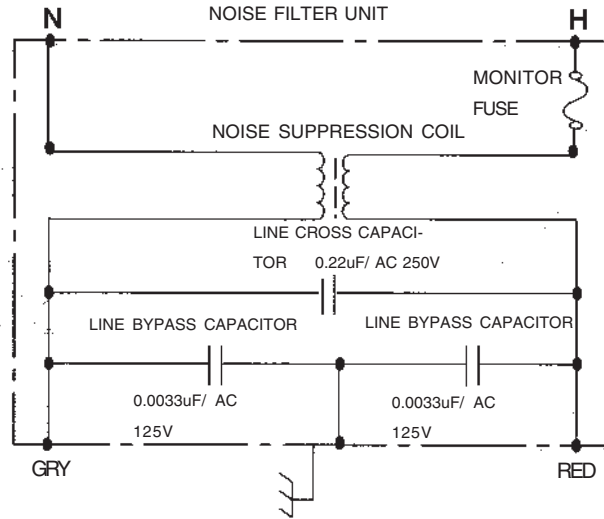 N
NOISE FILTER UNIT
H
MONITOR
FUSE
NOISE SUPPRESSION COIL
LINE CROSS CAPACI-
TOR 0.22uF/ AC 250V
LINE BYPASS CAPACITOR
LINE BYPASS CAPACITOR
0.0033uF/ AC
125V
0.0033uF/ AC
125V
GRY
RED